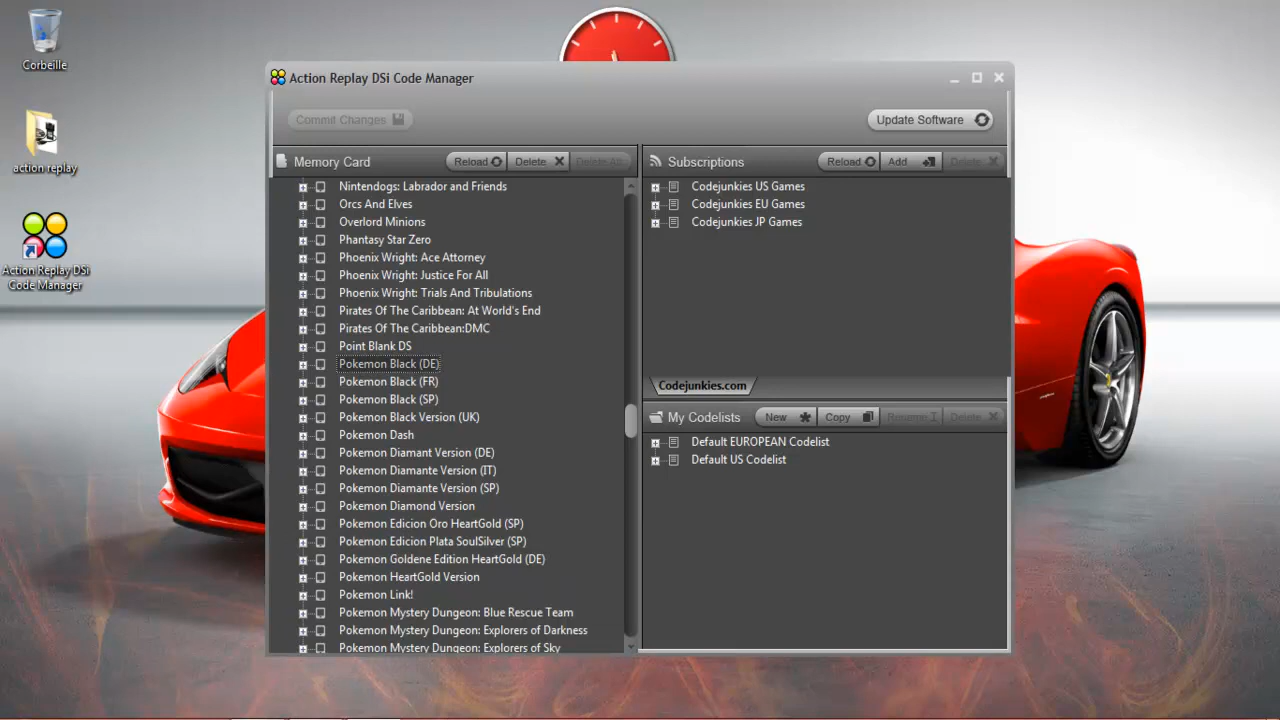 Corbeille
action replay
Action Replay DSi
Code Manager
Action Replay DSi Code Manager
Commit Changes
Update Software
Memory Card
Reload
Delete
Delete All
Nintendogs: Labrador and Friends
Orcs And Elves
Overlord Minions
Phantasy Star Zero
Phoenix Wright: Ace Attorney
Phoenix Wright: Justice For All
Phoenix Wright: Trials And Tribulations
Pirates Of The Caribbean: At World's End
Pirates Of The Caribbean:DMC
Point Blank DS
Pokemon Black (DE)
Pokemon Black (FR)
Pokemon Black (SP)
Pokemon Black Version (UK)
Pokemon Dash
Pokemon Diamant Version (DE)
Pokemon Diamante Version (IT)
Pokemon Diamante Version (SP)
Pokemon Diamond Version
Pokemon Edicion Oro HeartGold (SP)
Pokemon Edicion Plata SoulSilver (SP)
Pokemon Goldene Edition HeartGold (DE)
Pokemon HeartGold Version
Pokemon Link!
Pokemon Mystery Dungeon: Blue Rescue Team
Pokemon Mystery Dungeon: Explorers of Darkness
Pokemon Mystery Dungeon: Explorers of Sky
Subscriptions
Reload
Add
Delete
Codejunkies US Games
Codejunkies EU Games
Codejunkies JP Games
Codejunkies.com
My Codelists
New
Copy
Rename
Delete
Default EUROPEAN Codelist
Default US Codelist